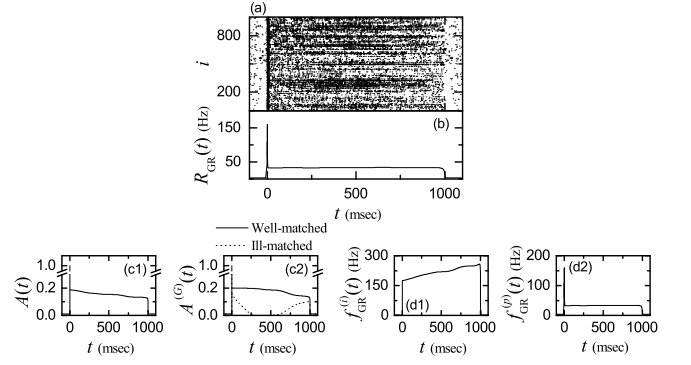 (a)
800
200
i
(b)
150
50
R_GR(t) (Hz)
0 500 1000
t (msec)
Well-matched
Ill-matched
(c1)
1.0
0.2
0.0
A(t)
0 500 1000
t (msec)
(c2)
1.0
0.2
0.0
A^(G)(t)
0 500 1000
t (msec)
300
150
0
f_GR^(i)(t) (Hz)
(d1)
0 500 1000
t (msec)
(d2)
200
100
0
f_GR^(p)(t) (Hz)
0 500 1000
t (msec)